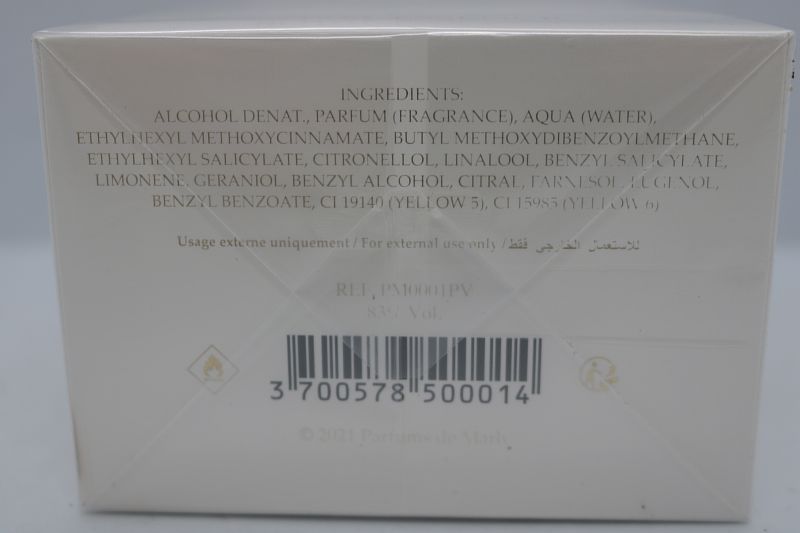 INGREDIENTS:
ALCOHOL DENAT., PARFUM (FRAGRANCE), AQUA (WATER),
ETHYLHEXYL METHOXYCINNAMATE, BUTYL METHOXYDIBENZOYLMETHANE,
ETHYLHEXYL SALICYLATE, CITRONELLOL, LINALOOL, BENZYL SALICYLATE,
LIMONENE, GERANIOL, BENZYL ALCOHOL, CITRAL, FARNESOL, EUGENOL,
BENZYL BENZOATE, CI 19140 (YELLOW 5), CI 15985 (YELLOW 6)
Usage externe uniquement / For external use only / للاستعمال الخارجى فقط
REF. PM0001PV
83% Vol.
3 700578 500014
© 2021 Parfums de Marly